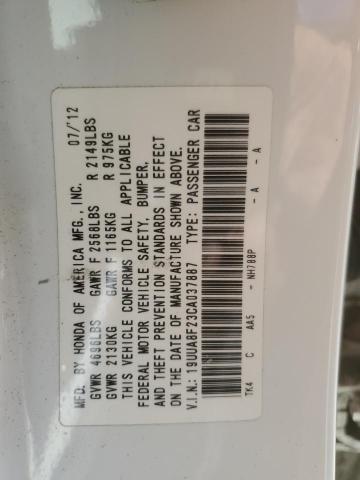 MFD. BY HONDA OF AMERICA MFG., INC. 07/'12
GVWR 4696LBS GAWR F 2568LBS R 2149LBS
GVWR 2130KG GAWR F 1165KG R 975KG
THIS VEHICLE CONFORMS TO ALL APPLICABLE
FEDERAL MOTOR VEHICLE SAFETY, BUMPER,
AND THEFT PREVENTION STANDARDS IN EFFECT
ON THE DATE OF MANUFACTURE SHOWN ABOVE.
V.I.N.: 19UUA8F23CA037887 TYPE: PASSENGER CAR
TK4 C AA5 - NH788P - A - A